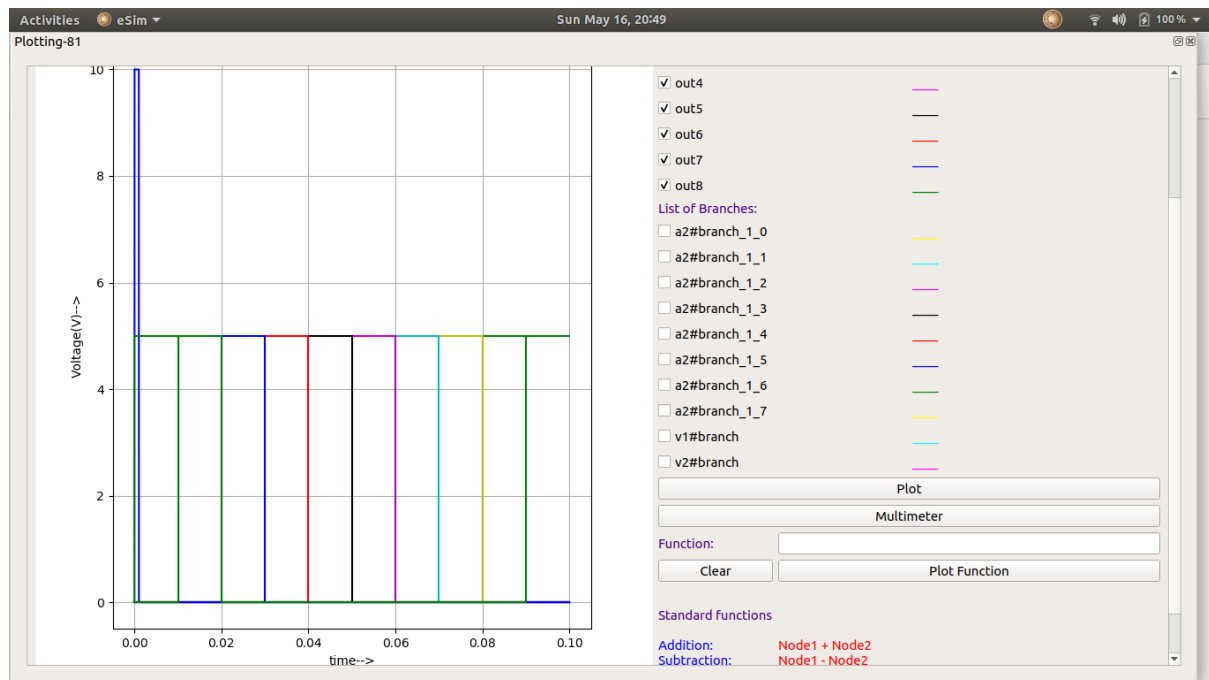 Activities eSim Sun May 16, 20:49 100 %
Plotting-81
10
8
6
4
2
0
Voltage(V)-->
0.00 0.02 0.04 0.06 0.08 0.10
time-->
out4
out5
out6
out7
out8
List of Branches:
a2#branch_1_0
a2#branch_1_1
a2#branch_1_2
a2#branch_1_3
a2#branch_1_4
a2#branch_1_5
a2#branch_1_6
a2#branch_1_7
v1#branch
v2#branch
Plot
Multimeter
Function:
Clear Plot Function
Standard functions
Addition: Node1 + Node2
Subtraction: Node1 - Node2